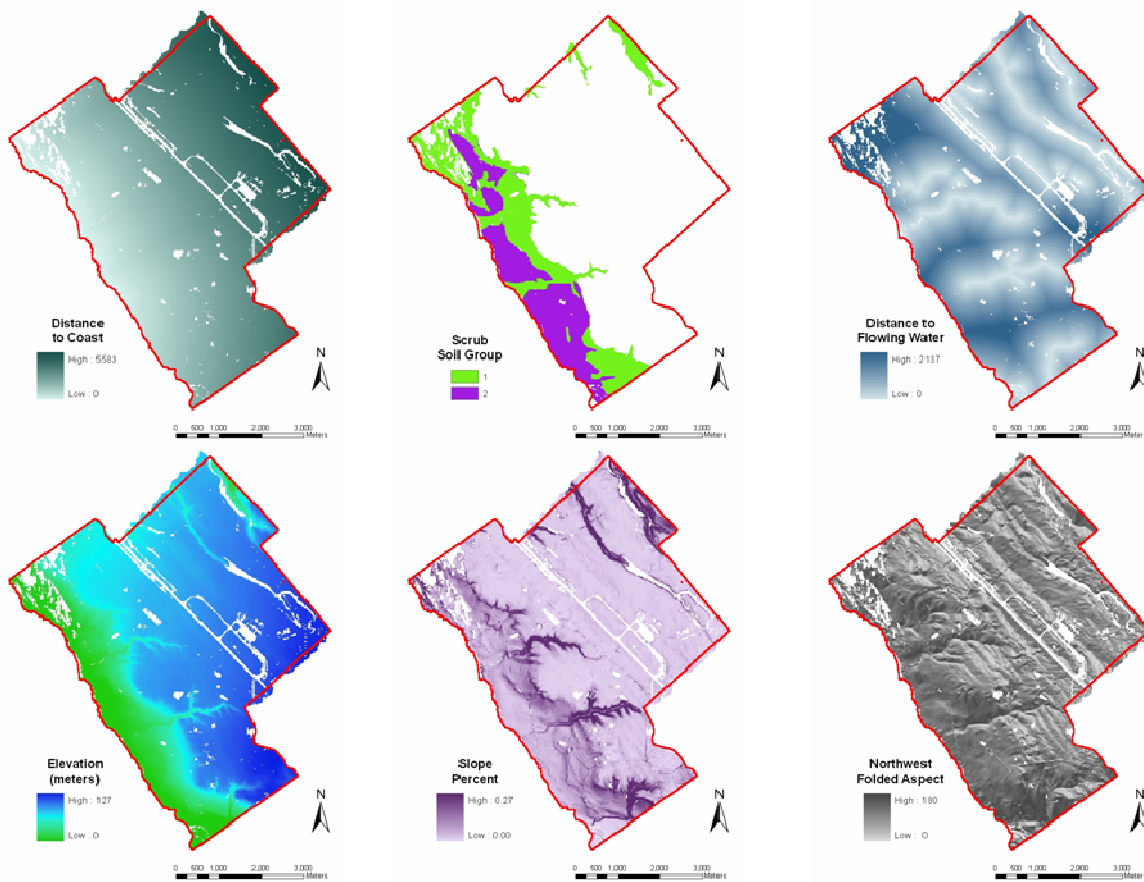 Distance
to Coast
High : 5583
Low : 0
N
0 500 1,000 2,000 3,000
Meters
Scrub
Soil Group
1
2
N
0 500 1,000 2,000 3,000
Meters
Distance to
Flowing Water
High : 2137
Low : 0
N
0 500 1,000 2,000 3,000
Meters
Elevation
(meters)
High : 127
Low : 0
N
0 500 1,000 2,000 3,000
Meters
Slope
Percent
High : 0.27
Low : 0.00
N
0 500 1,000 2,000 3,000
Meters
Northwest
Folded Aspect
High : 180
Low : 0
N
0 500 1,000 2,000 3,000
Meters